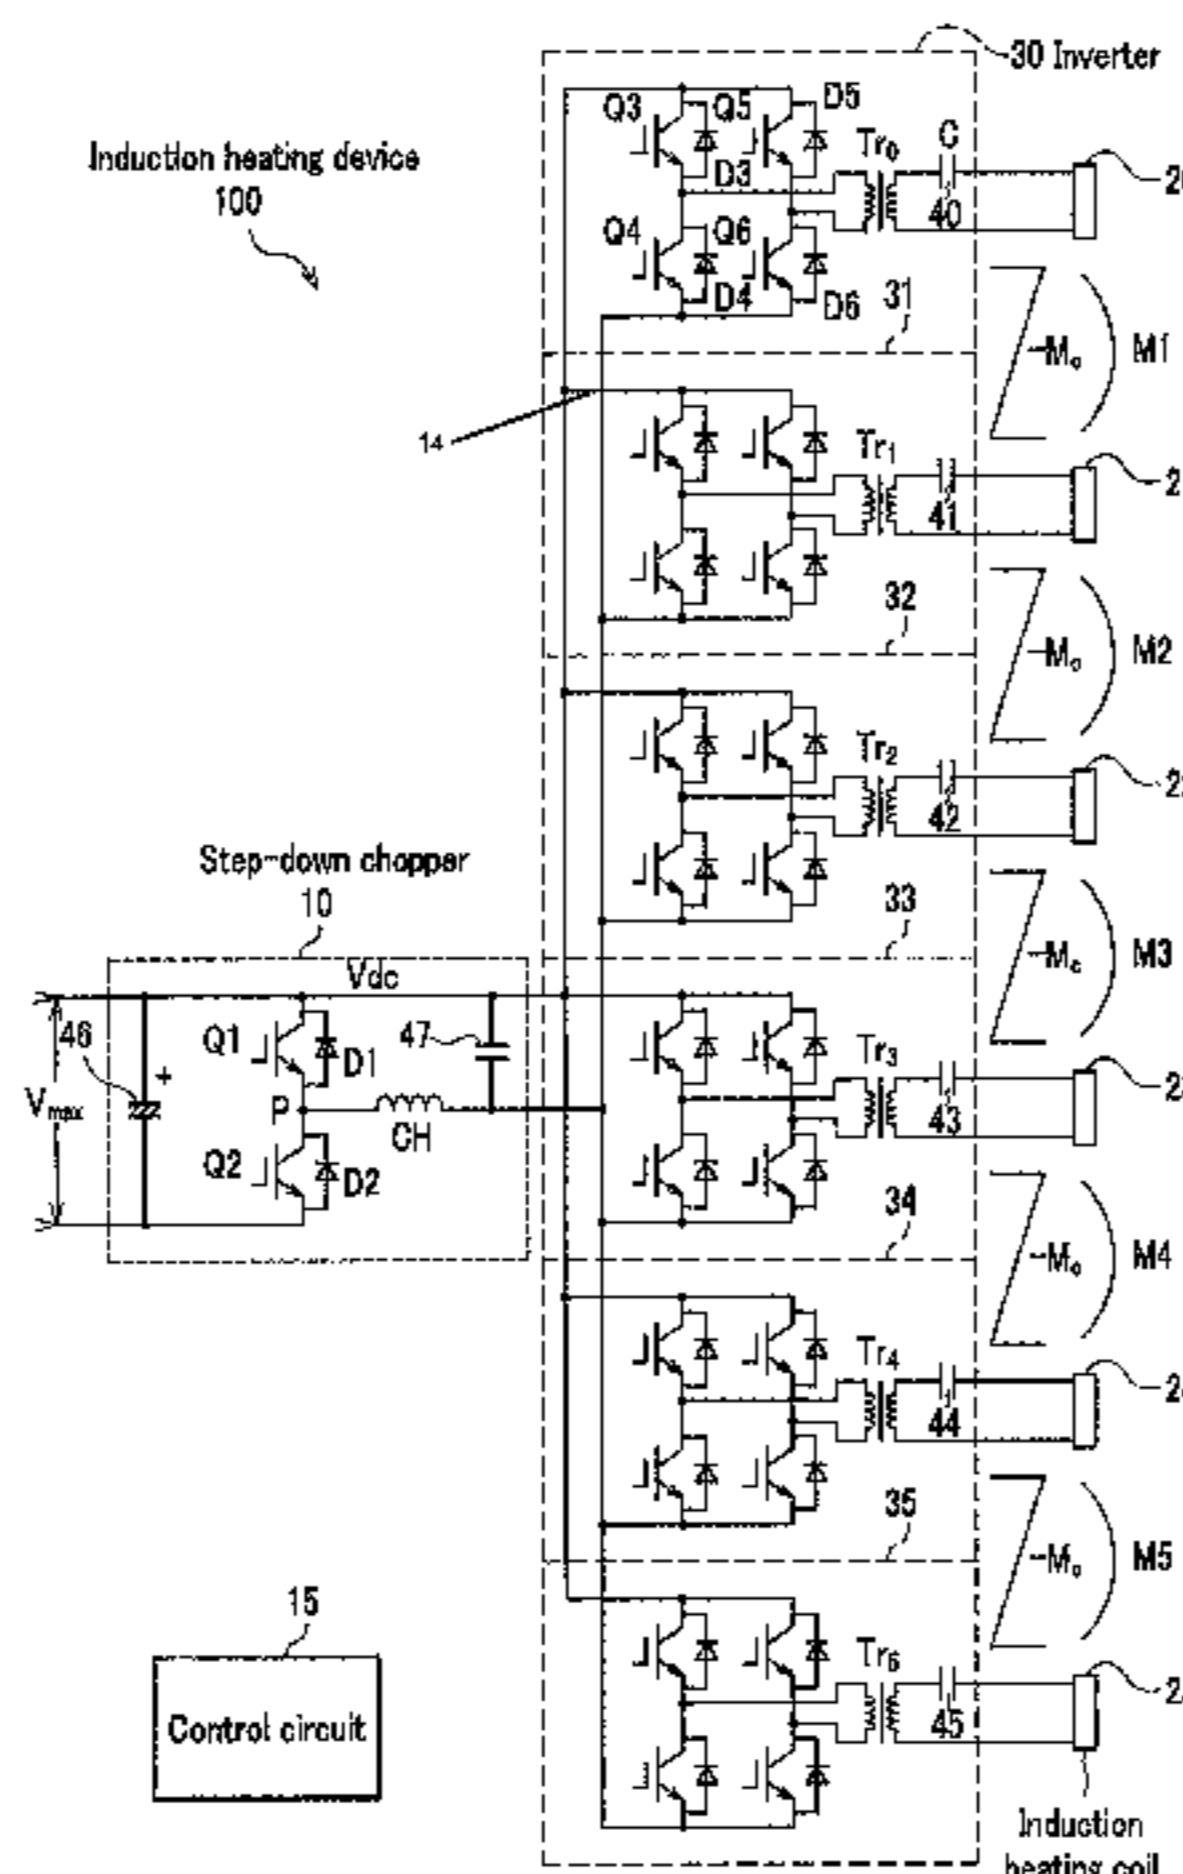 30 Inverter
Induction heating device
100
Q3
Q5
D5
D3
Tr0
C
40
Q4
Q6
D4
D6
31
M1
14
Tr1
41
32
M2
Tr2
42
Step-down chopper
10
33
M3
Vdc
46
Q1
D1
47
+
Vmax
P
CH
Q2
D2
Tr3
43
34
M4
Tr4
44
35
M5
15
Control circuit
45
Induction
heating coil